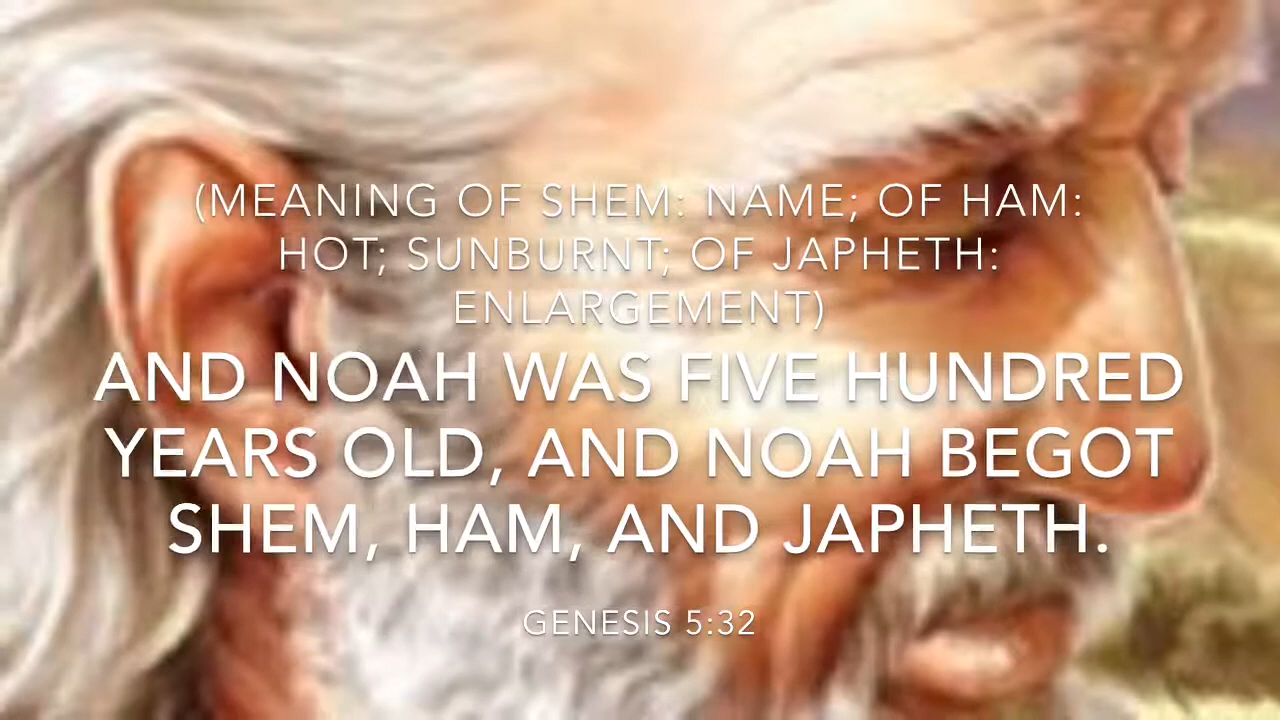 (MEANING OF SHEM: NAME; OF HAM:
HOT; SUNBURNT; OF JAPHETH:
ENLARGEMENT)
AND NOAH WAS FIVE HUNDRED
YEARS OLD, AND NOAH BEGOT
SHEM, HAM, AND JAPHETH.
GENESIS 5:32